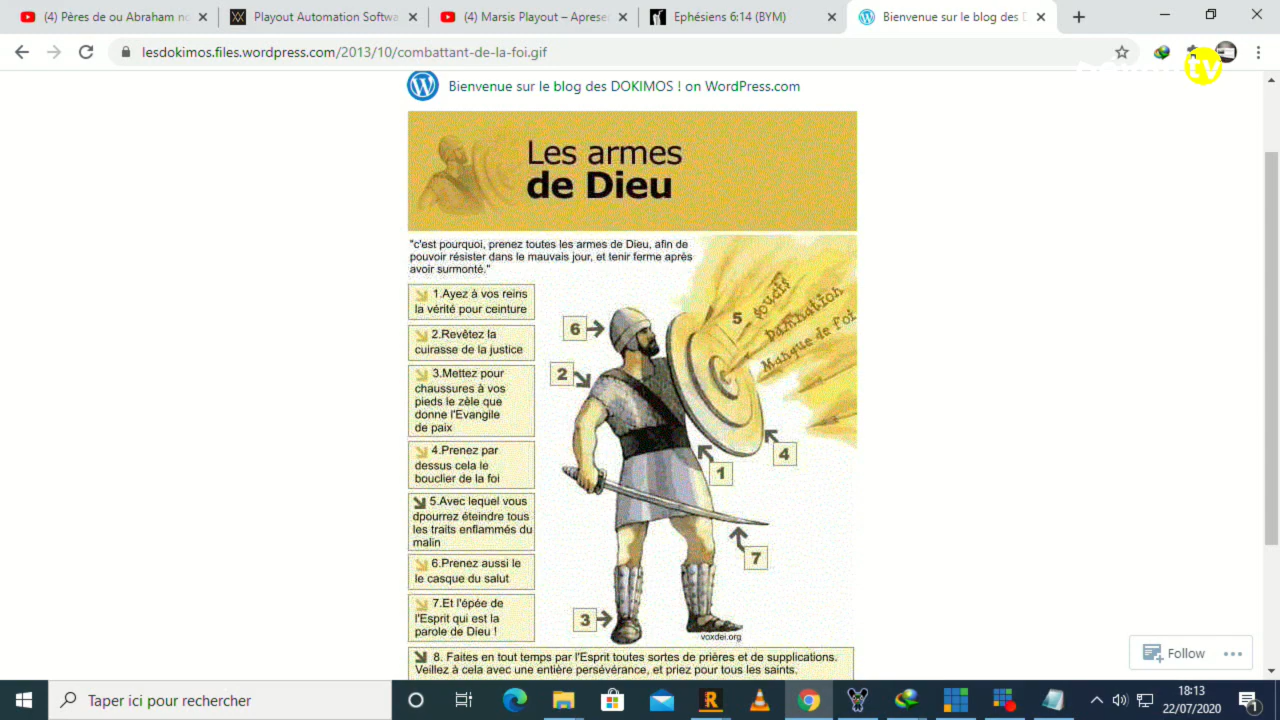 (4) Pères de ou Abraham no
Playout Automation Softwa
(4) Marsis Playout – Aprese
Ephésiens 6:14 (BYM)
Bienvenue sur le blog des D
lesdokimos.files.wordpress.com/2013/10/combattant-de-la-foi.gif
tv
Bienvenue sur le blog des DOKIMOS ! on WordPress.com
Les armes
de Dieu
"c'est pourquoi, prenez toutes les armes de Dieu, afin de
pouvoir résister dans le mauvais jour, et tenir ferme après
avoir surmonté."
1.Ayez à vos reins
la vérité pour ceinture
2.Revêtez la
cuirasse de la justice
3.Mettez pour
chaussures à vos
pieds le zèle que
donne l'Evangile
de paix
4.Prenez par
dessus cela le
bouclier de la foi
5.Avec lequel vous
dpourrez éteindre tous
les traits enflammés du
malin
6.Prenez aussi le
le casque du salut
7.Et l'épée de
l'Esprit qui est la
parole de Dieu !
5
Soucis
Damnation
Manque de foi
6
2
4
1
7
3
voxdei.org
8. Faites en tout temps par l'Esprit toutes sortes de prières et de supplications.
Veillez à cela avec une entière persévérance, et priez pour tous les saints.
Follow
Taper ici pour rechercher
18:13
22/07/2020
1